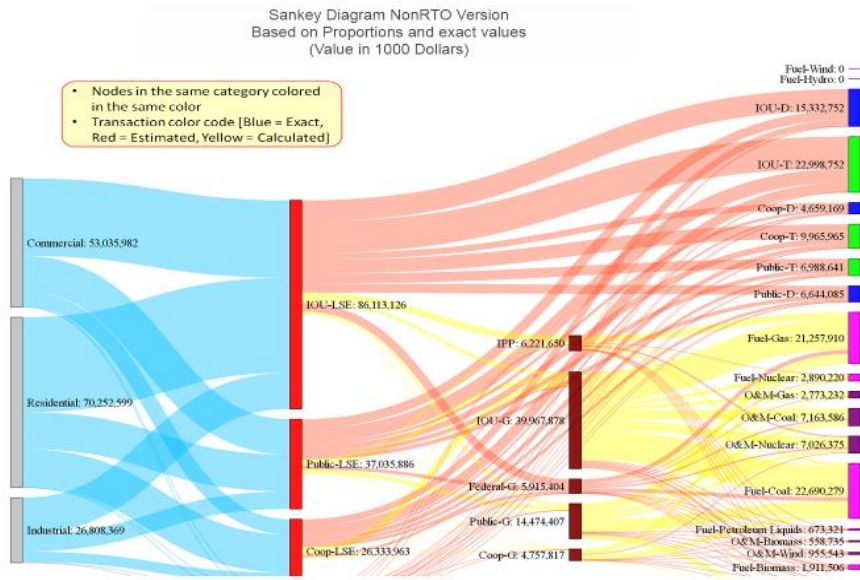 Sankey Diagram NonRTO Version
Based on Proportions and exact values
(Value in 1000 Dollars)
• Nodes in the same category colored
in the same color
• Transaction color code [Blue = Exact,
Red = Estimated, Yellow = Calculated]
Fuel-Wind: 0
Fuel-Hydro: 0
IOU-D: 15,332,752
IOU-T: 22,998,752
Coop-D: 4,659,169
Coop-T: 9,965,965
Public-T: 6,988,641
Public-D: 6,644,085
Commercial: 53,035,982
IOU-LSE: 86,113,126
IPP: 6,221,650
Fuel-Gas: 21,257,910
Fuel-Nuclear: 2,890,220
O&M-Gas: 2,773,232
Residential: 70,252,599
IOU-G: 39,967,878
O&M-Coal: 7,163,586
O&M-Nuclear: 7,026,375
Public-LSE: 37,035,886
Federal-G: 5,915,404
Fuel-Coal: 22,690,279
Industrial: 26,808,369
Public-G: 14,474,407
Fuel-Petroleum Liquids: 673,321
O&M-Biomass: 558,735
Coop-LSE: 26,333,963
Coop-G: 4,757,817
O&M-Wind: 955,543
Fuel-Biomass: 1,911,506